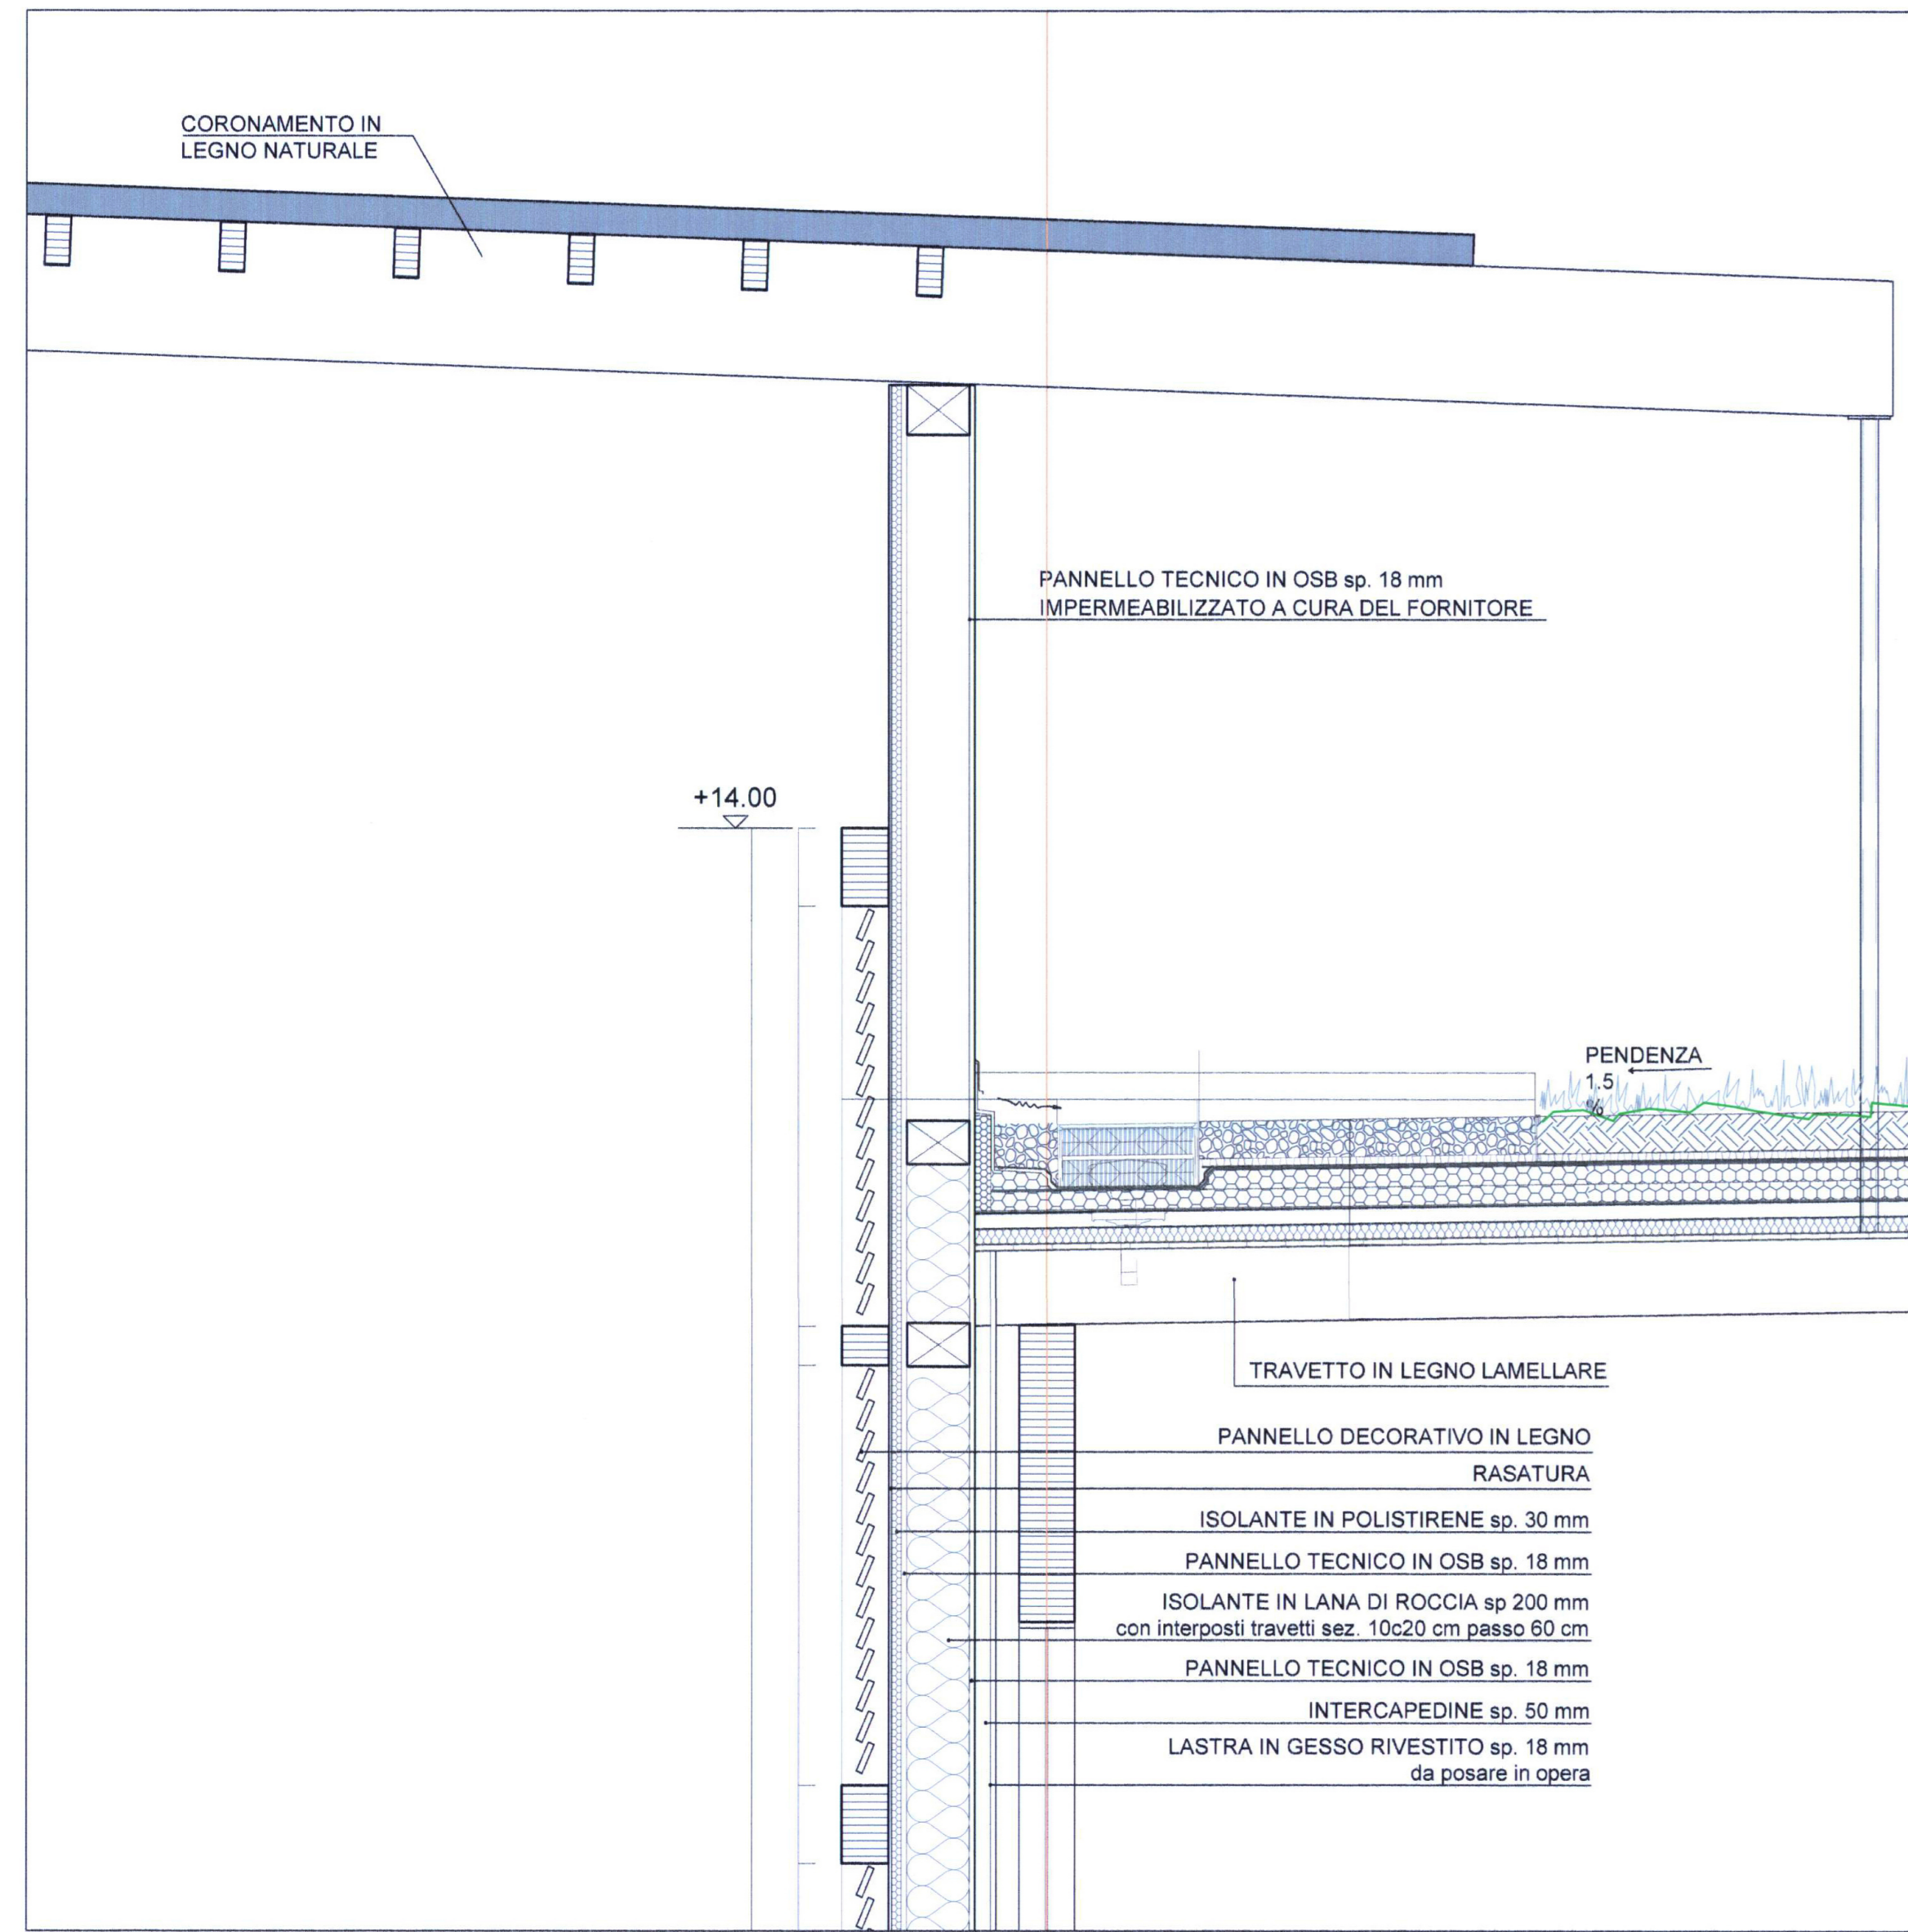 CORONAMENTO IN
LEGNO NATURALE
PANNELLO TECNICO IN OSB sp. 18 mm
IMPERMEABILIZZATO A CURA DEL FORNITORE
+14.00
PENDENZA
1.5
%
TRAVETTO IN LEGNO LAMELLARE
PANNELLO DECORATIVO IN LEGNO
RASATURA
ISOLANTE IN POLISTIRENE sp. 30 mm
PANNELLO TECNICO IN OSB sp. 18 mm
ISOLANTE IN LANA DI ROCCIA sp 200 mm
con interposti travetti sez. 10c20 cm passo 60 cm
PANNELLO TECNICO IN OSB sp. 18 mm
INTERCAPEDINE sp. 50 mm
LASTRA IN GESSO RIVESTITO sp. 18 mm
da posare in opera